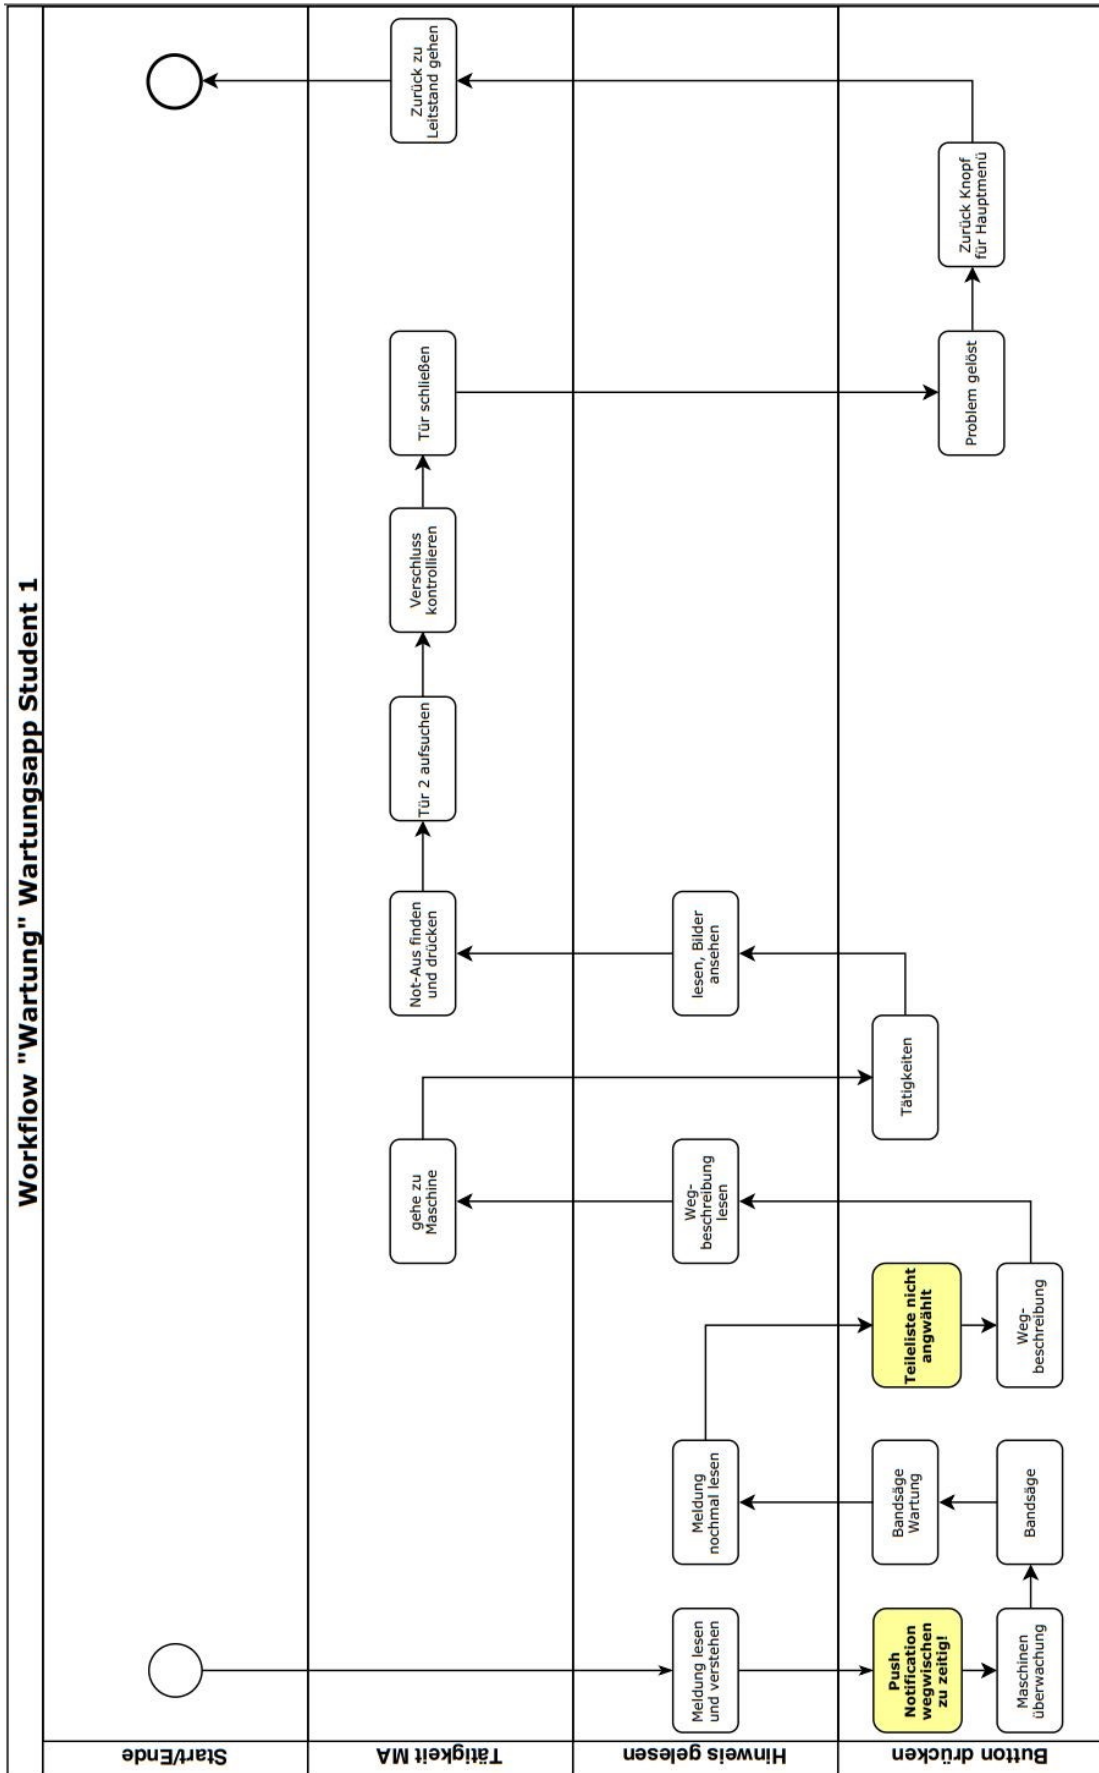 Workflow "Wartung" Wartungsapp Student 1
Start/Ende
Tätigkeit MA
Hinweis gelesen
Button drücken
Meldung lesen
und verstehen
Push
Notification
wegwischen
zu zeitig!
Maschinen
überwachung
Bandsäge
Bandsäge
Wartung
Meldung
nochmal lesen
Teileliste nicht
angwählt
Weg-
beschreibung
Weg-
beschreibung
lesen
gehe zu
Maschine
Tätigkeiten
lesen, Bilder
ansehen
Not-Aus finden
und drücken
Tür 2 aufsuchen
Verschluss
kontrollieren
Tür schließen
Problem gelöst
Zurück Knopf
für Hauptmenü
Zurück zu
Leitstand gehen